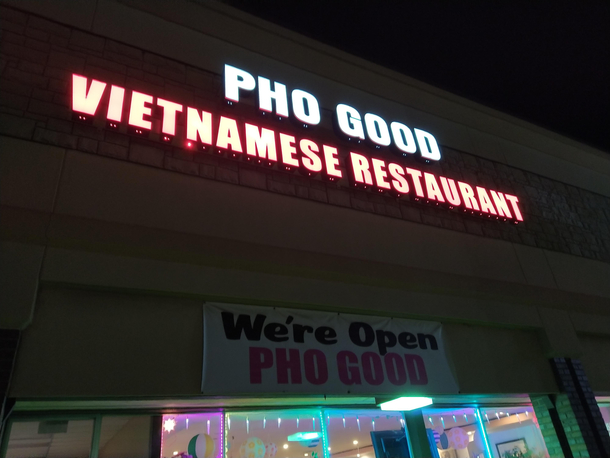 PHO GOOD
VIETNAMESE RESTAURANT
We're Open
PHO GOOD